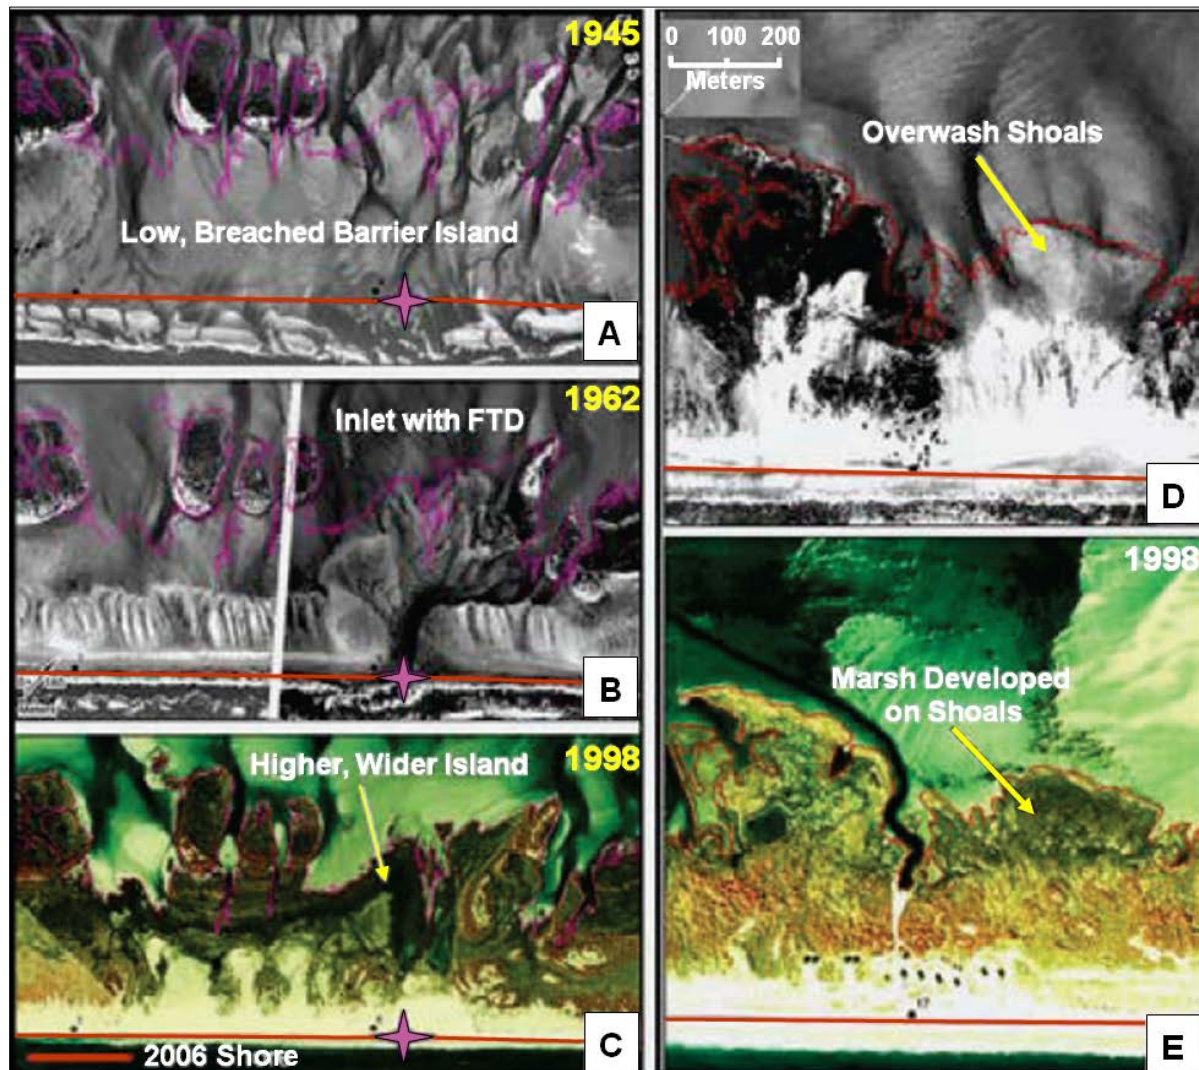 1945
Low, Breached Barrier Island
A
1962
Inlet with FTD
B
1998
Higher, Wider Island
2006 Shore
C
0 100 200
Meters
Overwash Shoals
D
1998
Marsh Developed
on Shoals
E